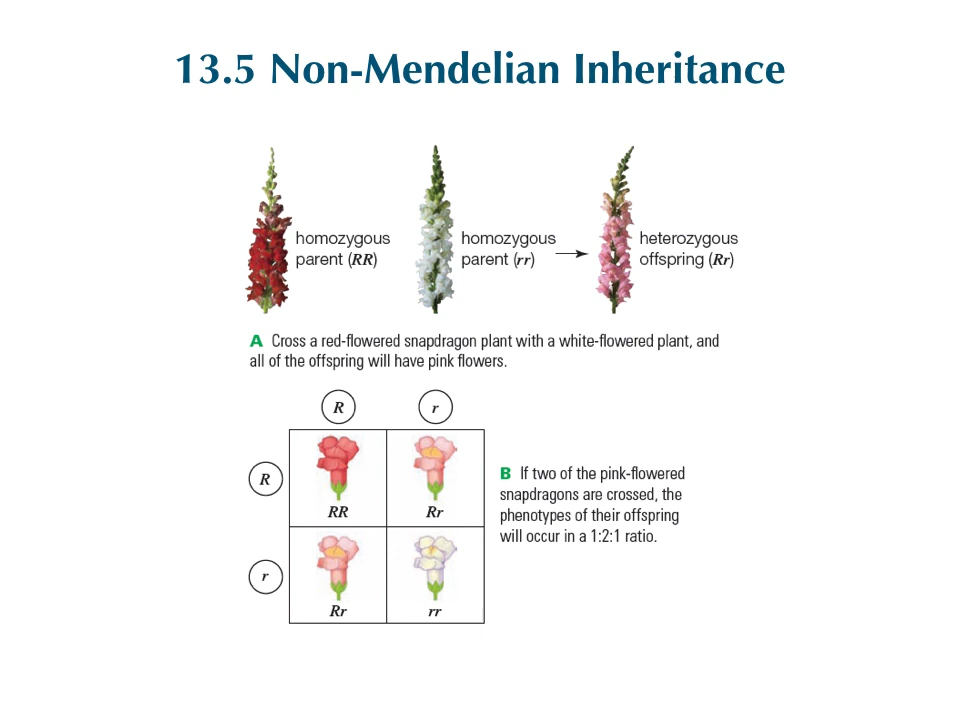 13.5 Non-Mendelian Inheritance
homozygous
parent (RR)
homozygous
parent (rr)
heterozygous
offspring (Rr)
A Cross a red-flowered snapdragon plant with a white-flowered plant, and
all of the offspring will have pink flowers.
R
r
R
RR
Rr
r
Rr
rr
B If two of the pink-flowered
snapdragons are crossed, the
phenotypes of their offspring
will occur in a 1:2:1 ratio.